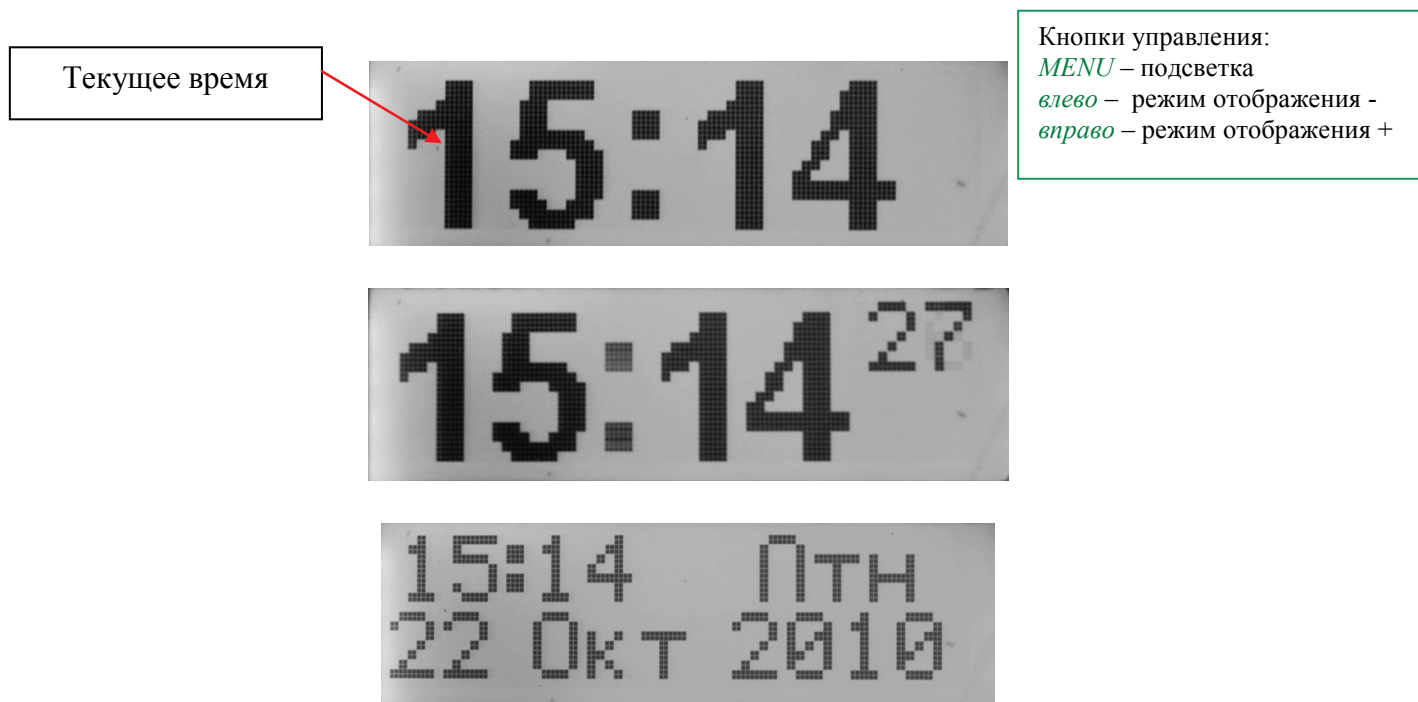 Текущее время
Кнопки управления:
MENU – подсветка
влево – режим отображения -
вправо – режим отображения +
15:14
15:14 27
15:14 Птн
22 Окт 2010